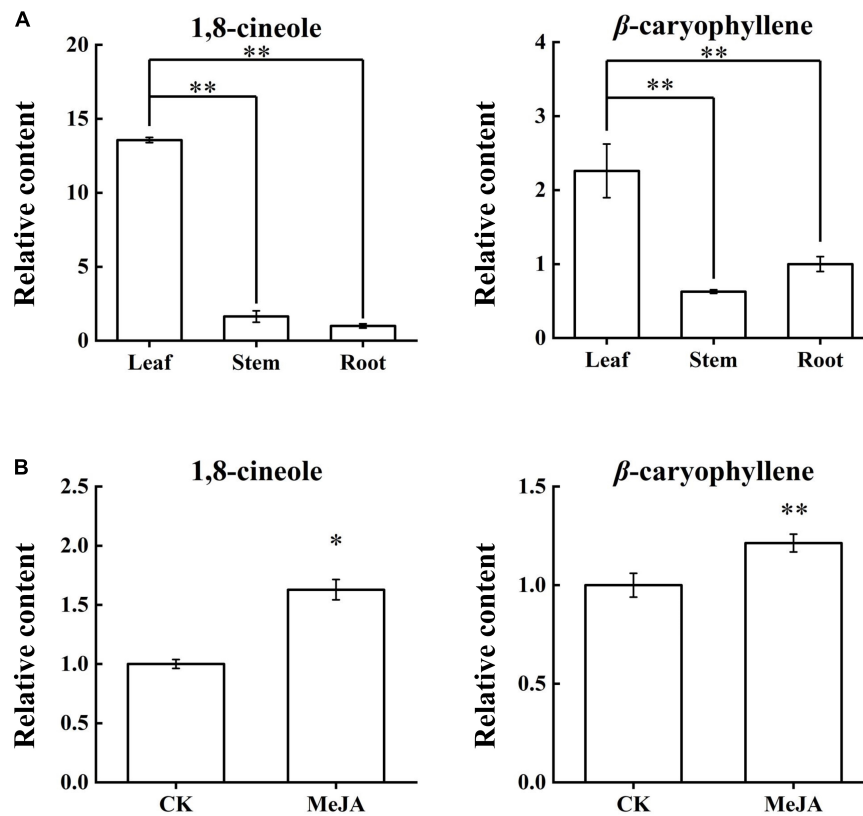 A
1,8-cineole
**
**
20
15
10
5
0
Relative content
Leaf Stem Root
β-caryophyllene
**
**
4
3
2
1
0
Relative content
Leaf Stem Root
B
1,8-cineole
*
2.5
2.0
1.5
1.0
0.5
0.0
Relative content
CK MeJA
β-caryophyllene
**
1.5
1.0
0.5
0.0
Relative content
CK MeJA